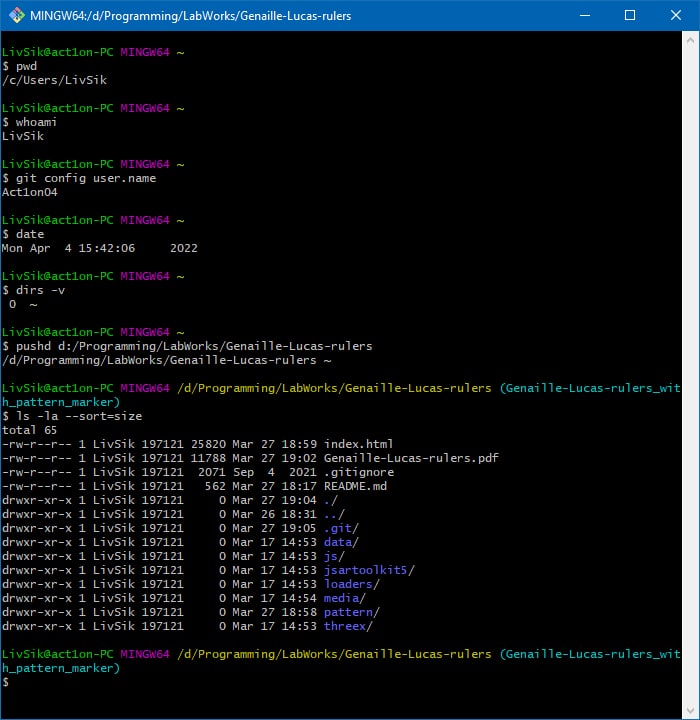 MINGW64:/d/Programming/LabWorks/Genaille-Lucas-rulers
LivSik@act1on-PC MINGW64 ~
$ pwd
/c/Users/LivSik
LivSik@act1on-PC MINGW64 ~
$ whoami
LivSik
LivSik@act1on-PC MINGW64 ~
$ git config user.name
Act1onO4
LivSik@act1on-PC MINGW64 ~
$ date
Mon Apr  4 15:42:06     2022
LivSik@act1on-PC MINGW64 ~
$ dirs -v
 0  ~
LivSik@act1on-PC MINGW64 ~
$ pushd d:/Programming/LabWorks/Genaille-Lucas-rulers
/d/Programming/LabWorks/Genaille-Lucas-rulers ~
LivSik@act1on-PC MINGW64 /d/Programming/LabWorks/Genaille-Lucas-rulers (Genaille-Lucas-rulers_wit
h_pattern_marker)
$ ls -la --sort=size
total 65
-rw-r--r-- 1 LivSik 197121 25820 Mar 27 18:59 index.html
-rw-r--r-- 1 LivSik 197121 11788 Mar 27 19:02 Genaille-Lucas-rulers.pdf
-rw-r--r-- 1 LivSik 197121  2071 Sep  4  2021 .gitignore
-rw-r--r-- 1 LivSik 197121   562 Mar 27 18:17 README.md
drwxr-xr-x 1 LivSik 197121     0 Mar 27 19:04 ./
drwxr-xr-x 1 LivSik 197121     0 Mar 26 18:31 ../
drwxr-xr-x 1 LivSik 197121     0 Mar 27 19:05 .git/
drwxr-xr-x 1 LivSik 197121     0 Mar 17 14:53 data/
drwxr-xr-x 1 LivSik 197121     0 Mar 17 14:53 js/
drwxr-xr-x 1 LivSik 197121     0 Mar 17 14:53 jsartoolkit5/
drwxr-xr-x 1 LivSik 197121     0 Mar 17 14:53 loaders/
drwxr-xr-x 1 LivSik 197121     0 Mar 17 14:54 media/
drwxr-xr-x 1 LivSik 197121     0 Mar 27 18:58 pattern/
drwxr-xr-x 1 LivSik 197121     0 Mar 17 14:53 threex/
LivSik@act1on-PC MINGW64 /d/Programming/LabWorks/Genaille-Lucas-rulers (Genaille-Lucas-rulers_wit
h_pattern_marker)
$